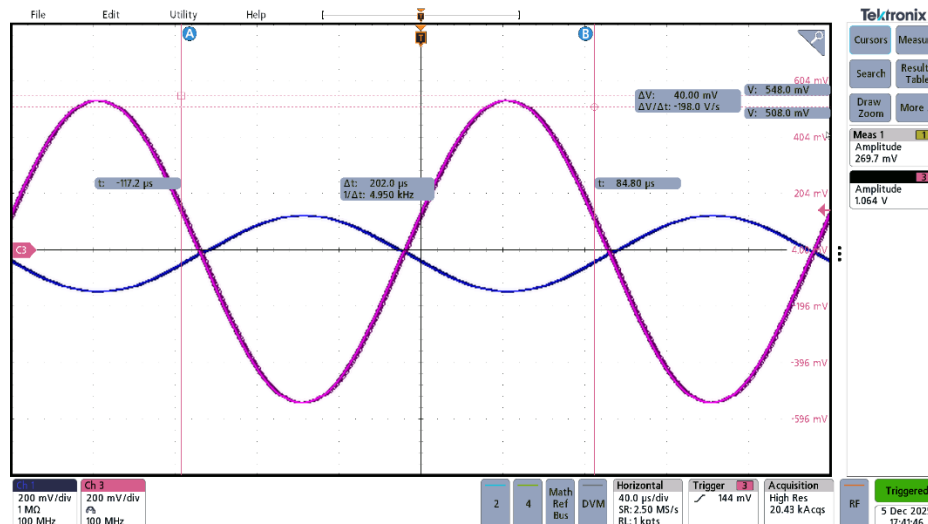 File Edit Utility Help
Tektronix
A
B
T
T
Cursors
Measu
Search
Result
Table
Draw
Zoom
More
604 mV
ΔV: 40.00 mV
ΔV/Δt: -198.0 V/s
V: 548.0 mV
V: 508.0 mV
404 mV
Meas 1 1
Amplitude
269.7 mV
3
Amplitude
1.064 V
t: -117.2 µs
Δt: 202.0 µs
1/Δt: 4.950 kHz
t: 84.80 µs
204 mV
C3
-196 mV
-396 mV
-596 mV
Ch 1
200 mV/div
1 MΩ
100 MHz
Ch 3
200 mV/div
100 MHz
2
4
Math
Ref
Bus
DVM
Horizontal
40.0 µs/div
SR: 2.50 MS/s
RL: 1 kpts
Trigger 3
144 mV
Acquisition
High Res
20.43 kAcqs
RF
Triggered
5 Dec 202
17:41:46